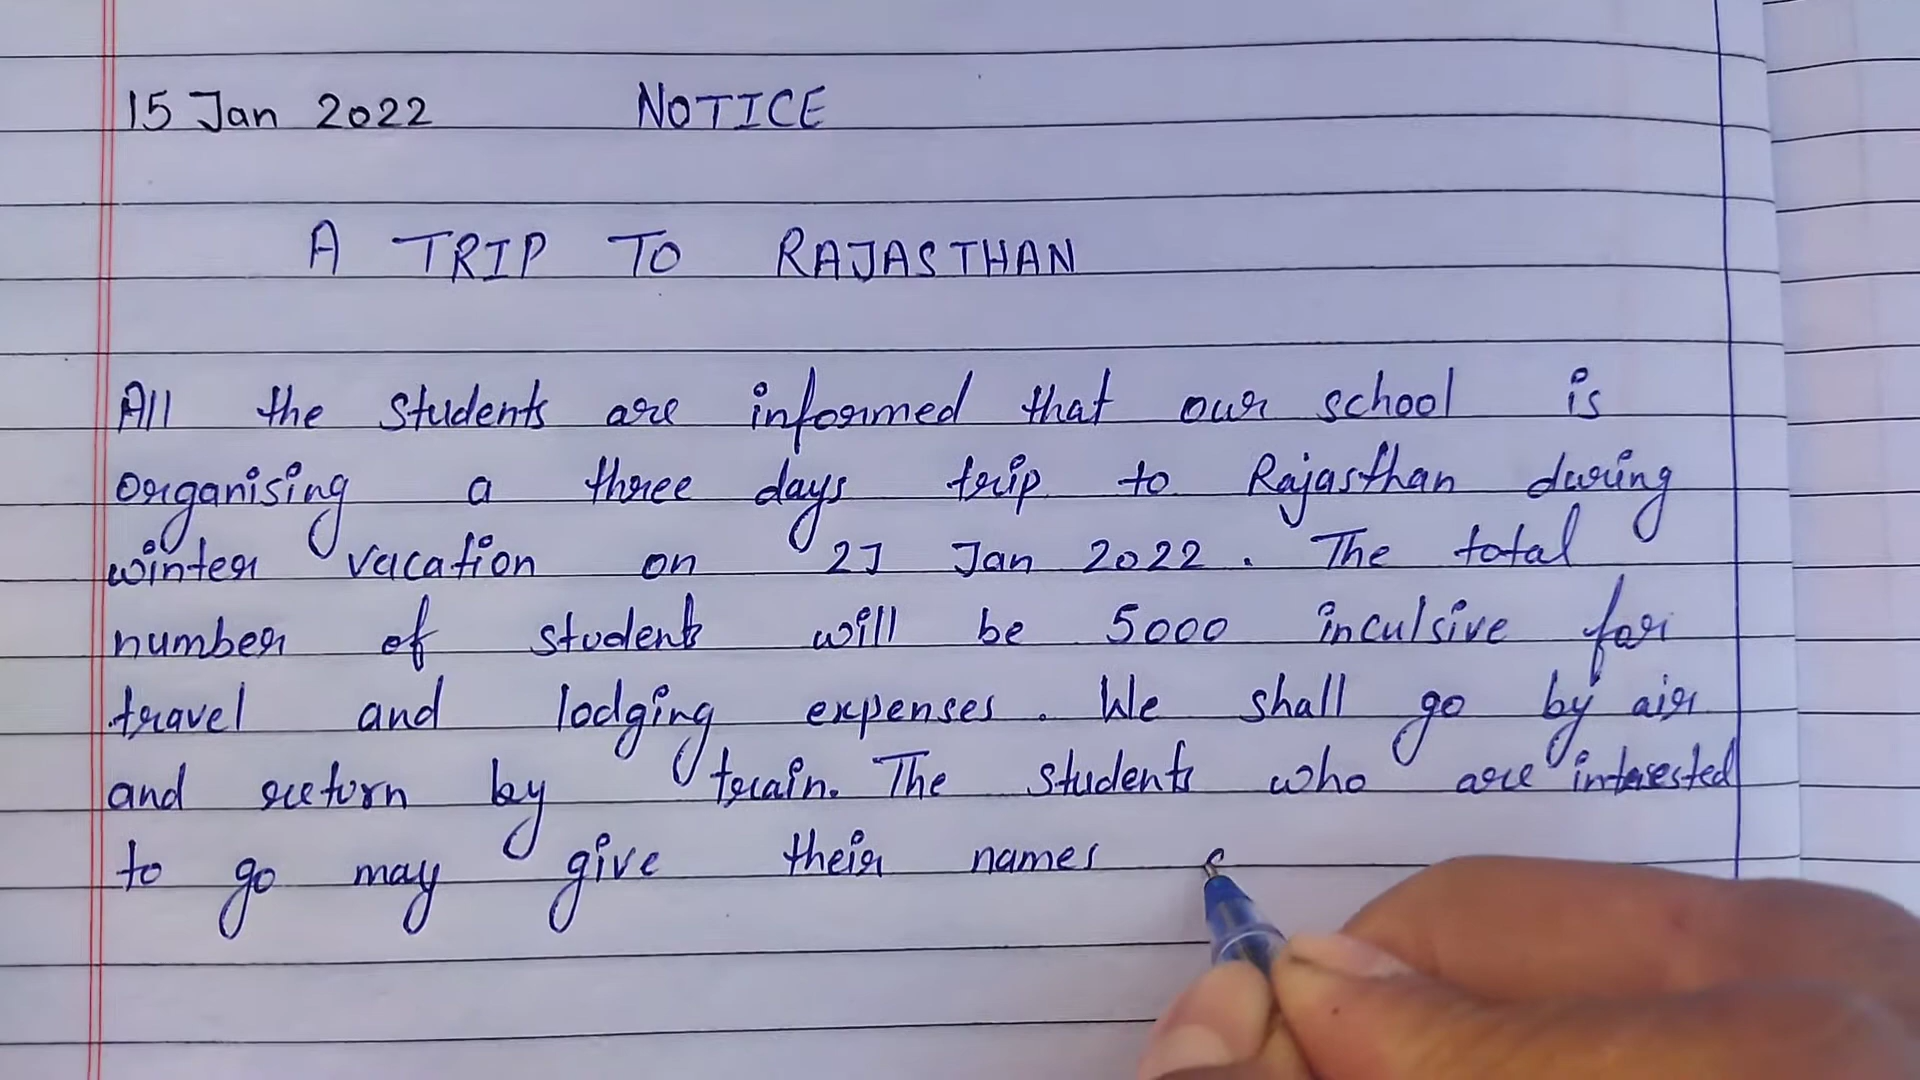 15 Jan 2022 NOTICE
A TRIP TO RAJASTHAN
All the students are informed that our school is
organising a three days trip to Rajasthan during
winter vacation on 21 Jan 2022. The total
number of students will be 5000 inculsive for
travel and lodging expenses. We shall go by air
and return by train. The students who are interested
to go may give their names